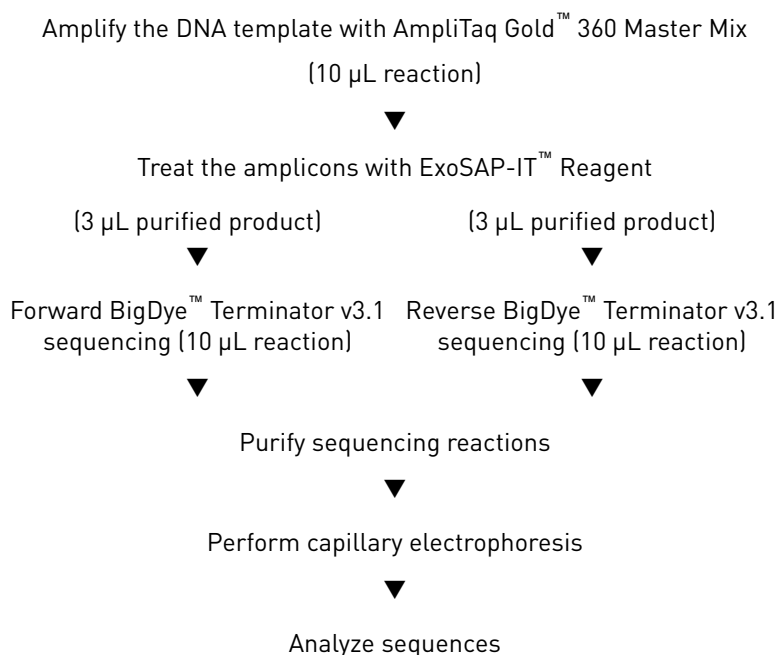 Amplify the DNA template with AmpliTaq Gold™ 360 Master Mix
(10 µL reaction)
▼
Treat the amplicons with ExoSAP-IT™ Reagent
(3 µL purified product) (3 µL purified product)
▼ ▼
Forward BigDye™ Terminator v3.1 Reverse BigDye™ Terminator v3.1
sequencing (10 µL reaction) sequencing (10 µL reaction)
▼ ▼
Purify sequencing reactions
▼
Perform capillary electrophoresis
▼
Analyze sequences